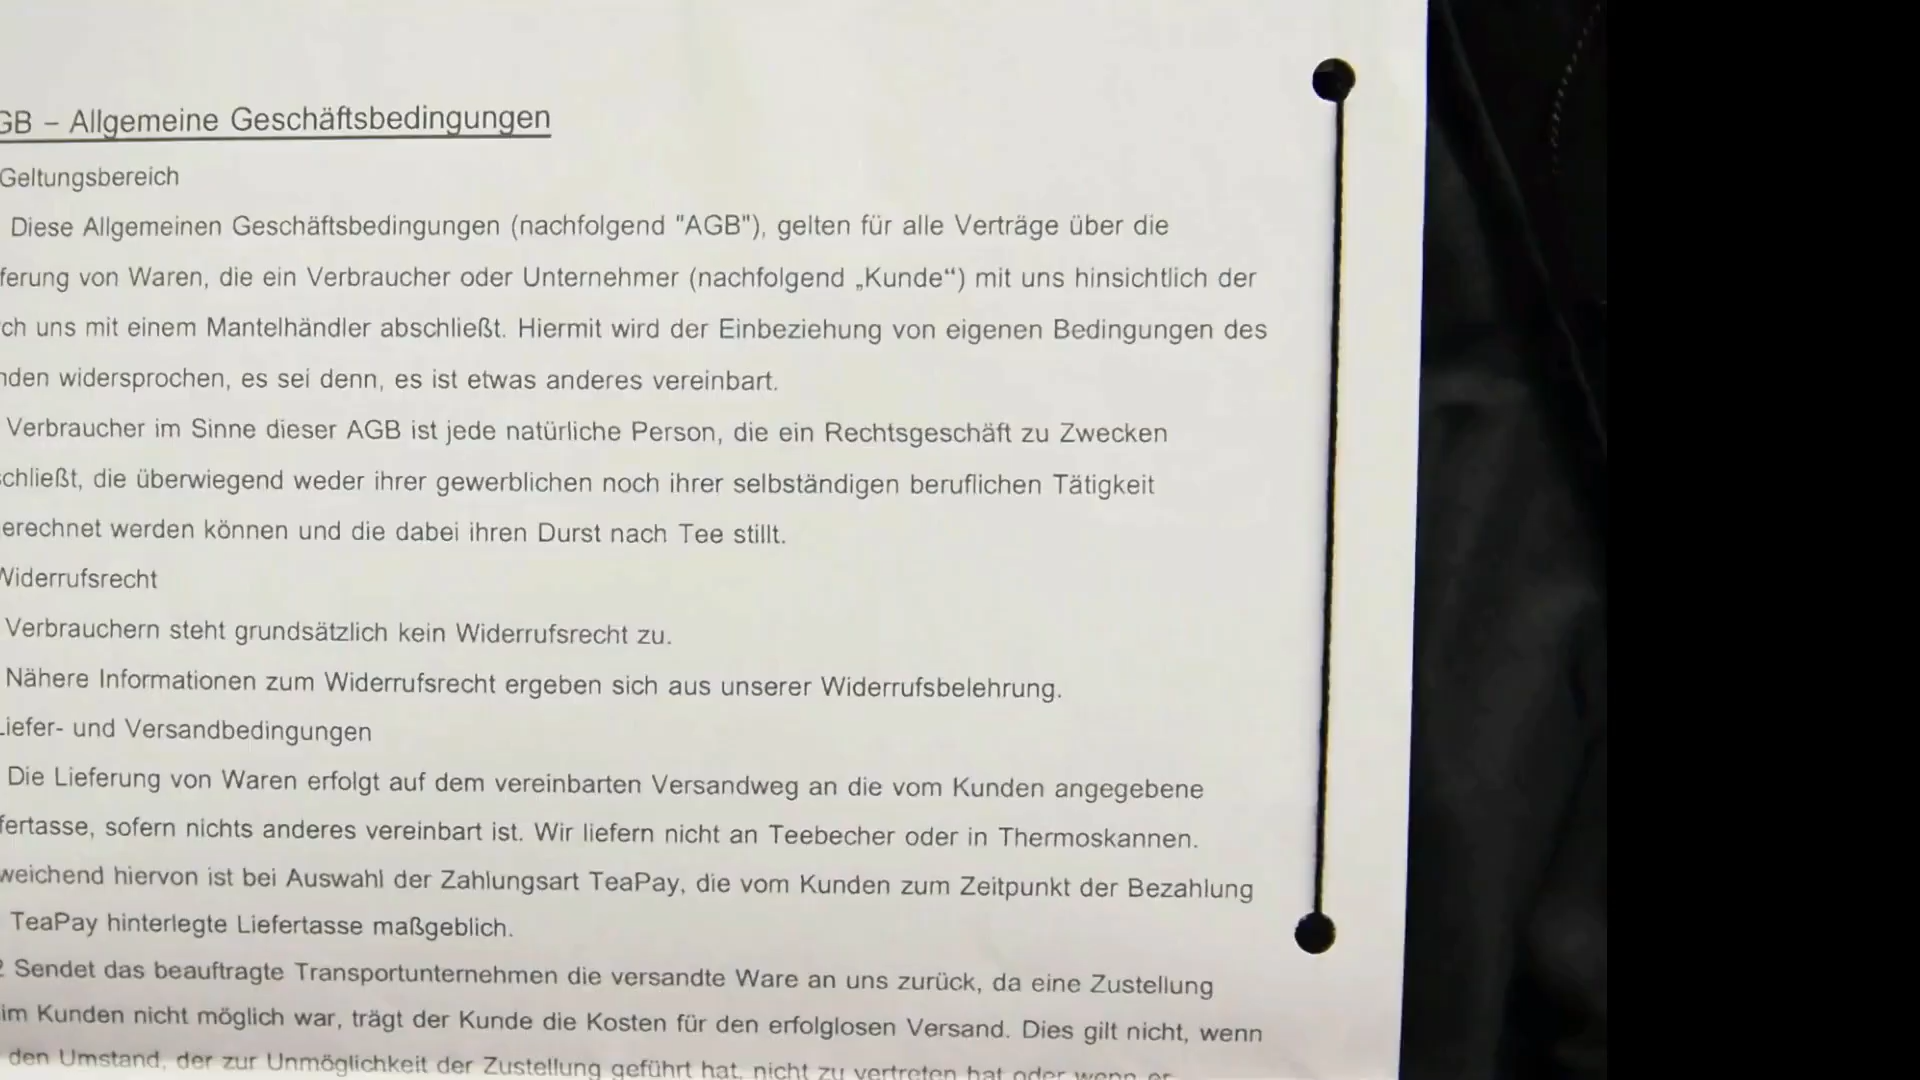 GB – Allgemeine Geschäftsbedingungen
Geltungsbereich
Diese Allgemeinen Geschäftsbedingungen (nachfolgend "AGB"), gelten für alle Verträge über die
ferung von Waren, die ein Verbraucher oder Unternehmer (nachfolgend „Kunde“) mit uns hinsichtlich der
ch uns mit einem Mantelhändler abschließt. Hiermit wird der Einbeziehung von eigenen Bedingungen des
nden widersprochen, es sei denn, es ist etwas anderes vereinbart.
Verbraucher im Sinne dieser AGB ist jede natürliche Person, die ein Rechtsgeschäft zu Zwecken
chließt, die überwiegend weder ihrer gewerblichen noch ihrer selbständigen beruflichen Tätigkeit
erechnet werden können und die dabei ihren Durst nach Tee stillt.
Widerrufsrecht
Verbrauchern steht grundsätzlich kein Widerrufsrecht zu.
Nähere Informationen zum Widerrufsrecht ergeben sich aus unserer Widerrufsbelehrung.
Liefer- und Versandbedingungen
Die Lieferung von Waren erfolgt auf dem vereinbarten Versandweg an die vom Kunden angegebene
fertasse, sofern nichts anderes vereinbart ist. Wir liefern nicht an Teebecher oder in Thermoskannen.
weichend hiervon ist bei Auswahl der Zahlungsart TeaPay, die vom Kunden zum Zeitpunkt der Bezahlung
TeaPay hinterlegte Liefertasse maßgeblich.
2 Sendet das beauftragte Transportunternehmen die versandte Ware an uns zurück, da eine Zustellung
im Kunden nicht möglich war, trägt der Kunde die Kosten für den erfolglosen Versand. Dies gilt nicht, wenn
den Umstand, der zur Unmöglichkeit der Zustellung geführt hat, nicht zu vertreten hat oder wenn er